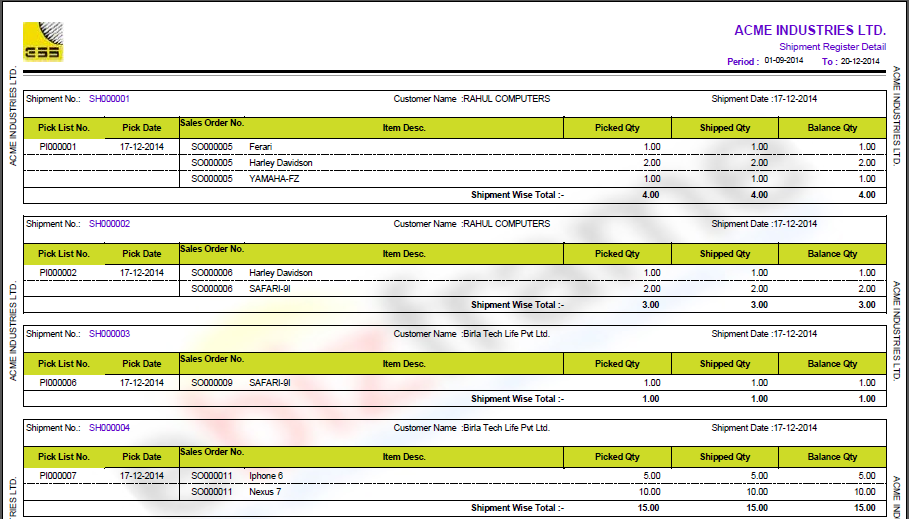 ESS
ACME INDUSTRIES LTD.
Shipment Register Detail
Period : 01-09-2014 To : 20-12-2014
Shipment No.: SH000001 Customer Name :RAHUL COMPUTERS Shipment Date :17-12-2014
Pick List No. Pick Date Sales Order No. Item Desc. Picked Qty Shipped Qty Balance Qty
PI000001 17-12-2014 SO000005 Ferari 1.00 1.00 1.00
SO000005 Harley Davidson 2.00 2.00 2.00
SO000005 YAMAHA-FZ 1.00 1.00 1.00
Shipment Wise Total :- 4.00 4.00 4.00
Shipment No.: SH000002 Customer Name :RAHUL COMPUTERS Shipment Date :17-12-2014
Pick List No. Pick Date Sales Order No. Item Desc. Picked Qty Shipped Qty Balance Qty
PI000002 17-12-2014 SO000006 Harley Davidson 1.00 1.00 1.00
SO000006 SAFARI-9I 2.00 2.00 2.00
Shipment Wise Total :- 3.00 3.00 3.00
Shipment No.: SH000003 Customer Name :Birla Tech Life Pvt Ltd. Shipment Date :17-12-2014
Pick List No. Pick Date Sales Order No. Item Desc. Picked Qty Shipped Qty Balance Qty
PI000006 17-12-2014 SO000009 SAFARI-9I 1.00 1.00 1.00
Shipment Wise Total :- 1.00 1.00 1.00
Shipment No.: SH000004 Customer Name :Birla Tech Life Pvt Ltd. Shipment Date :17-12-2014
Pick List No. Pick Date Sales Order No. Item Desc. Picked Qty Shipped Qty Balance Qty
PI000007 17-12-2014 SO000011 Iphone 6 5.00 5.00 5.00
SO000011 Nexus 7 10.00 10.00 10.00
Shipment Wise Total :- 15.00 15.00 15.00
ACME INDUSTRIES LTD.
ACME INDUSTRIES LTD.
RIES LTD.
ACME INDUSTRIES LTD.
ACME INDUSTRIES LTD.
ACME IND
ebizframe